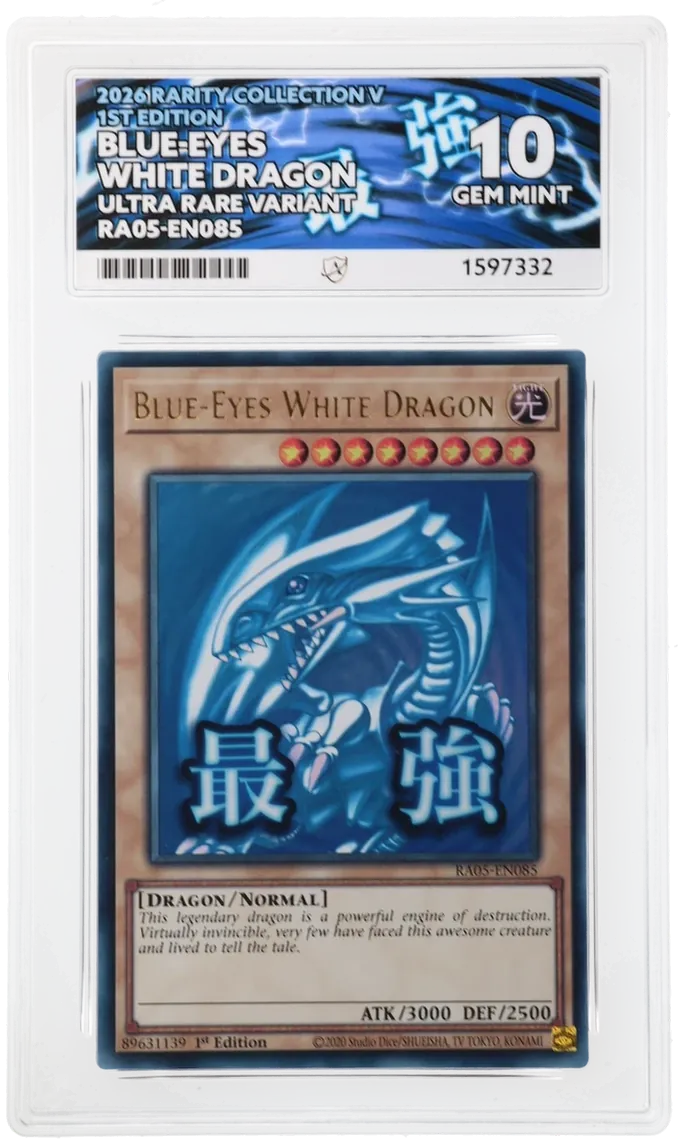 2026 RARITY COLLECTION V
1ST EDITION
BLUE-EYES
WHITE DRAGON
ULTRA RARE VARIANT
RA05-EN085
強
最
10
GEM MINT
1597332
BLUE-EYES WHITE DRAGON
LIGHT
光
最 強
RA05-EN085
[DRAGON/NORMAL]
This legendary dragon is a powerful engine of destruction.
Virtually invincible, very few have faced this awesome creature
and lived to tell the tale.
ATK/3000 DEF/2500
89631139 1st Edition ©2020 Studio Dice/SHUEISHA, TV TOKYO, KONAMI